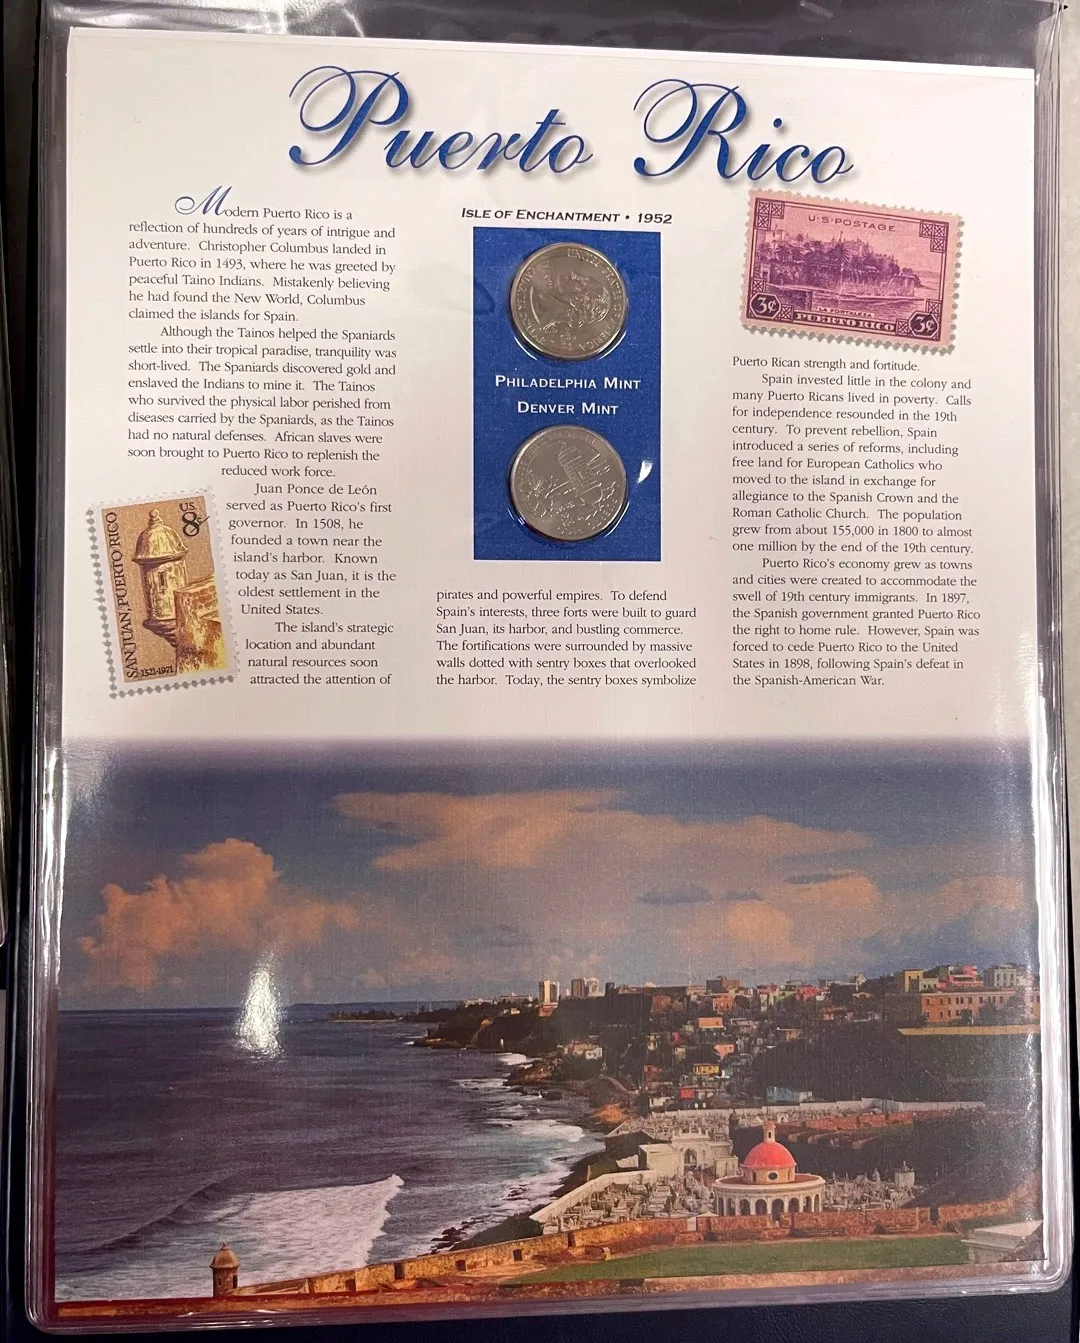 Puerto Rico
Modern Puerto Rico is a
reflection of hundreds of years of intrigue and
adventure. Christopher Columbus landed in
Puerto Rico in 1493, where he was greeted by
peaceful Taino Indians. Mistakenly believing
he had found the New World, Columbus
claimed the islands for Spain.
Although the Tainos helped the Spaniards
settle into their tropical paradise, tranquility was
short-lived. The Spaniards discovered gold and
enslaved the Indians to mine it. The Tainos
who survived the physical labor perished from
diseases carried by the Spaniards, as the Tainos
had no natural defenses. African slaves were
soon brought to Puerto Rico to replenish the
reduced work force.
Juan Ponce de León
served as Puerto Rico's first
governor. In 1508, he
founded a town near the
island's harbor. Known
today as San Juan, it is the
oldest settlement in the
United States.
The island's strategic
location and abundant
natural resources soon
attracted the attention of
SAN JUAN, PUERTO RICO
U.S.
8c
1521-1971
ISLE OF ENCHANTMENT • 1952
UNITED STATES
PHILADELPHIA MINT
DENVER MINT
pirates and powerful empires. To defend
Spain's interests, three forts were built to guard
San Juan, its harbor, and bustling commerce.
The fortifications were surrounded by massive
walls dotted with sentry boxes that overlooked
the harbor. Today, the sentry boxes symbolize
U·S·POSTAGE
LA FORTALEZA
3¢ PUERTO RICO 3¢
Puerto Rican strength and fortitude.
Spain invested little in the colony and
many Puerto Ricans lived in poverty. Calls
for independence resounded in the 19th
century. To prevent rebellion, Spain
introduced a series of reforms, including
free land for European Catholics who
moved to the island in exchange for
allegiance to the Spanish Crown and the
Roman Catholic Church. The population
grew from about 155,000 in 1800 to almost
one million by the end of the 19th century.
Puerto Rico's economy grew as towns
and cities were created to accommodate the
swell of 19th century immigrants. In 1897,
the Spanish government granted Puerto Rico
the right to home rule. However, Spain was
forced to cede Puerto Rico to the United
States in 1898, following Spain's defeat in
the Spanish-American War.